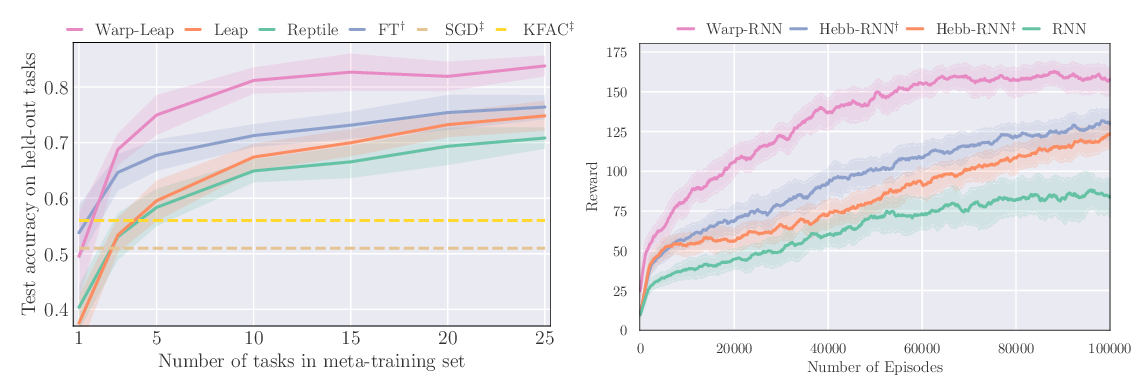 Warp-Leap Leap Reptile FT† SGD‡ KFAC‡
Test accuracy on held-out tasks
0.8
0.7
0.6
0.5
0.4
1 5 10 15 20 25
Number of tasks in meta-training set
Warp-RNN Hebb-RNN† Hebb-RNN‡ RNN
Reward
175
150
125
100
75
50
25
0
0 20000 40000 60000 80000 100000
Number of Episodes